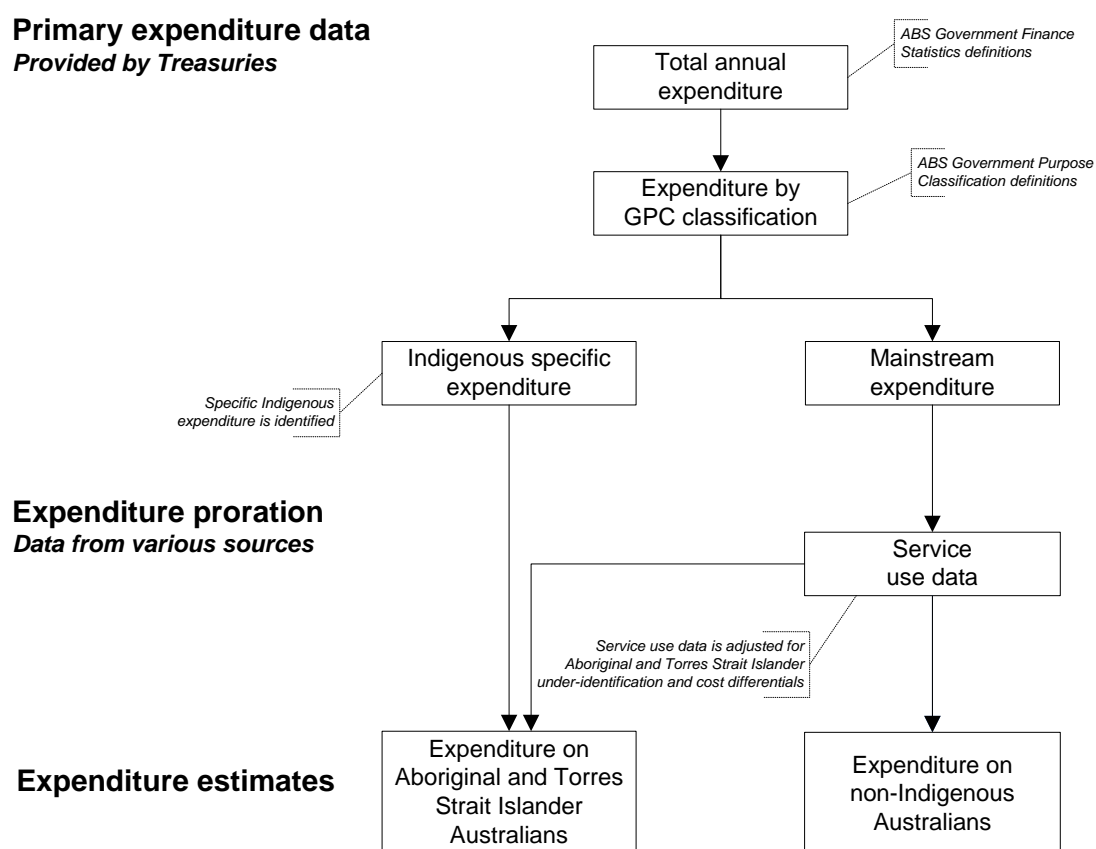 Primary expenditure data
Provided by Treasuries
ABS Government Finance
Statistics definitions
Total annual
expenditure
ABS Government Purpose
Classification definitions
Expenditure by
GPC classification
Indigenous specific
expenditure
Mainstream
expenditure
Specific Indigenous
expenditure is identified
Expenditure proration
Data from various sources
Service
use data
Service use data is adjusted for
Aboriginal and Torres Strait Islander
under-identification and cost differentials
Expenditure estimates
Expenditure on
Aboriginal and Torres
Strait Islander
Australians
Expenditure on
non-Indigenous
Australians